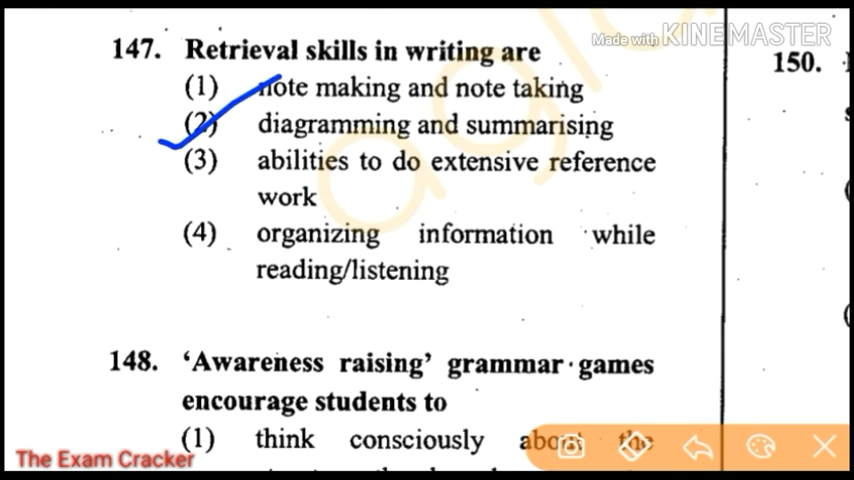 147. Retrieval skills in writing are
(1) note making and note taking
(2) diagramming and summarising
(3) abilities to do extensive reference
work
(4) organizing information while
reading/listening
148. 'Awareness raising' grammar games
encourage students to
(1) think consciously about the
150.
Made with KINEMASTER
The Exam Cracker